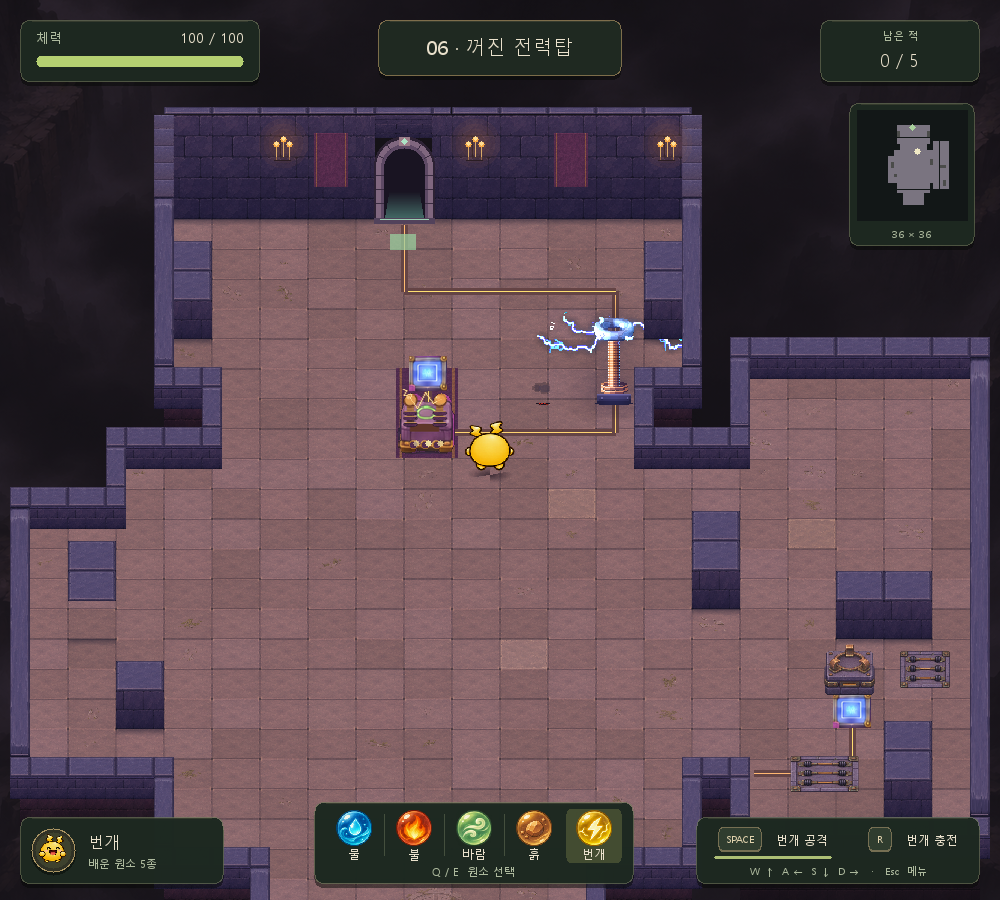 체력 100 / 100
06 · 꺼진 전력탑
남은 적
0 / 5
36 × 36
번개
배운 원소 5종
물 불 바람 흙 번개
Q / E 원소 선택
SPACE 번개 공격 R 번개 충전
W ↑ A ← S ↓ D → · Esc 메뉴